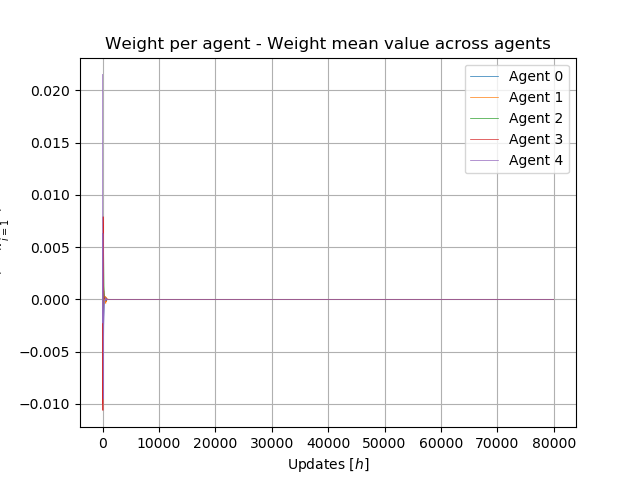 Weight per agent - Weight mean value across agents
Agent 0
Agent 1
Agent 2
Agent 3
Agent 4
0.020
0.015
0.010
0.005
0.000
−0.005
−0.010
0 10000 20000 30000 40000 50000 60000 70000 80000
Updates [h]